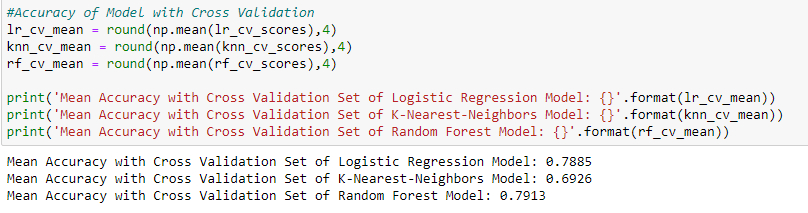 #Accuracy of Model with Cross Validation
lr_cv_mean = round(np.mean(lr_cv_scores),4)
knn_cv_mean = round(np.mean(knn_cv_scores),4)
rf_cv_mean = round(np.mean(rf_cv_scores),4)
print('Mean Accuracy with Cross Validation Set of Logistic Regression Model: {}'.format(lr_cv_mean))
print('Mean Accuracy with Cross Validation Set of K-Nearest-Neighbors Model: {}'.format(knn_cv_mean))
print('Mean Accuracy with Cross Validation Set of Random Forest Model: {}'.format(rf_cv_mean))
Mean Accuracy with Cross Validation Set of Logistic Regression Model: 0.7885
Mean Accuracy with Cross Validation Set of K-Nearest-Neighbors Model: 0.6926
Mean Accuracy with Cross Validation Set of Random Forest Model: 0.7913